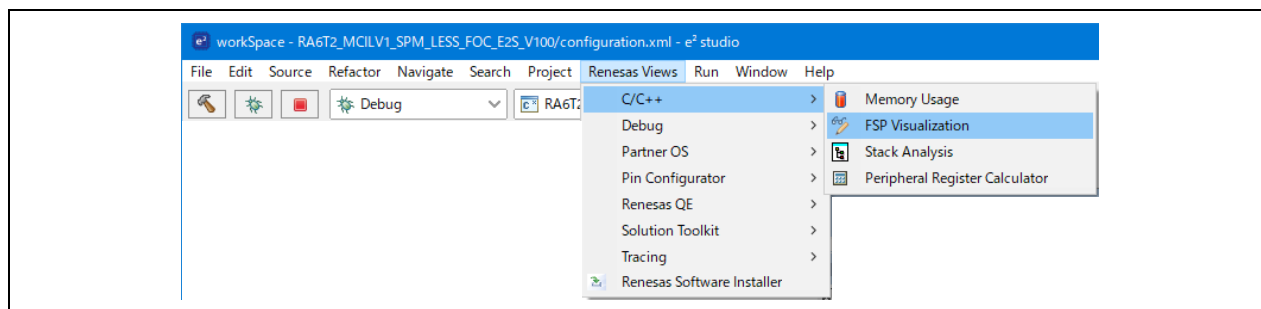 e² workSpace - RA6T2_MCILV1_SPM_LESS_FOC_E2S_V100/configuration.xml - e² studio
File Edit Source Refactor Navigate Search Project Renesas Views Run Window Help
Debug RA6T2
C/C++
Debug
Partner OS
Pin Configurator
Renesas QE
Solution Toolkit
Tracing
Renesas Software Installer
Memory Usage
FSP Visualization
Stack Analysis
Peripheral Register Calculator